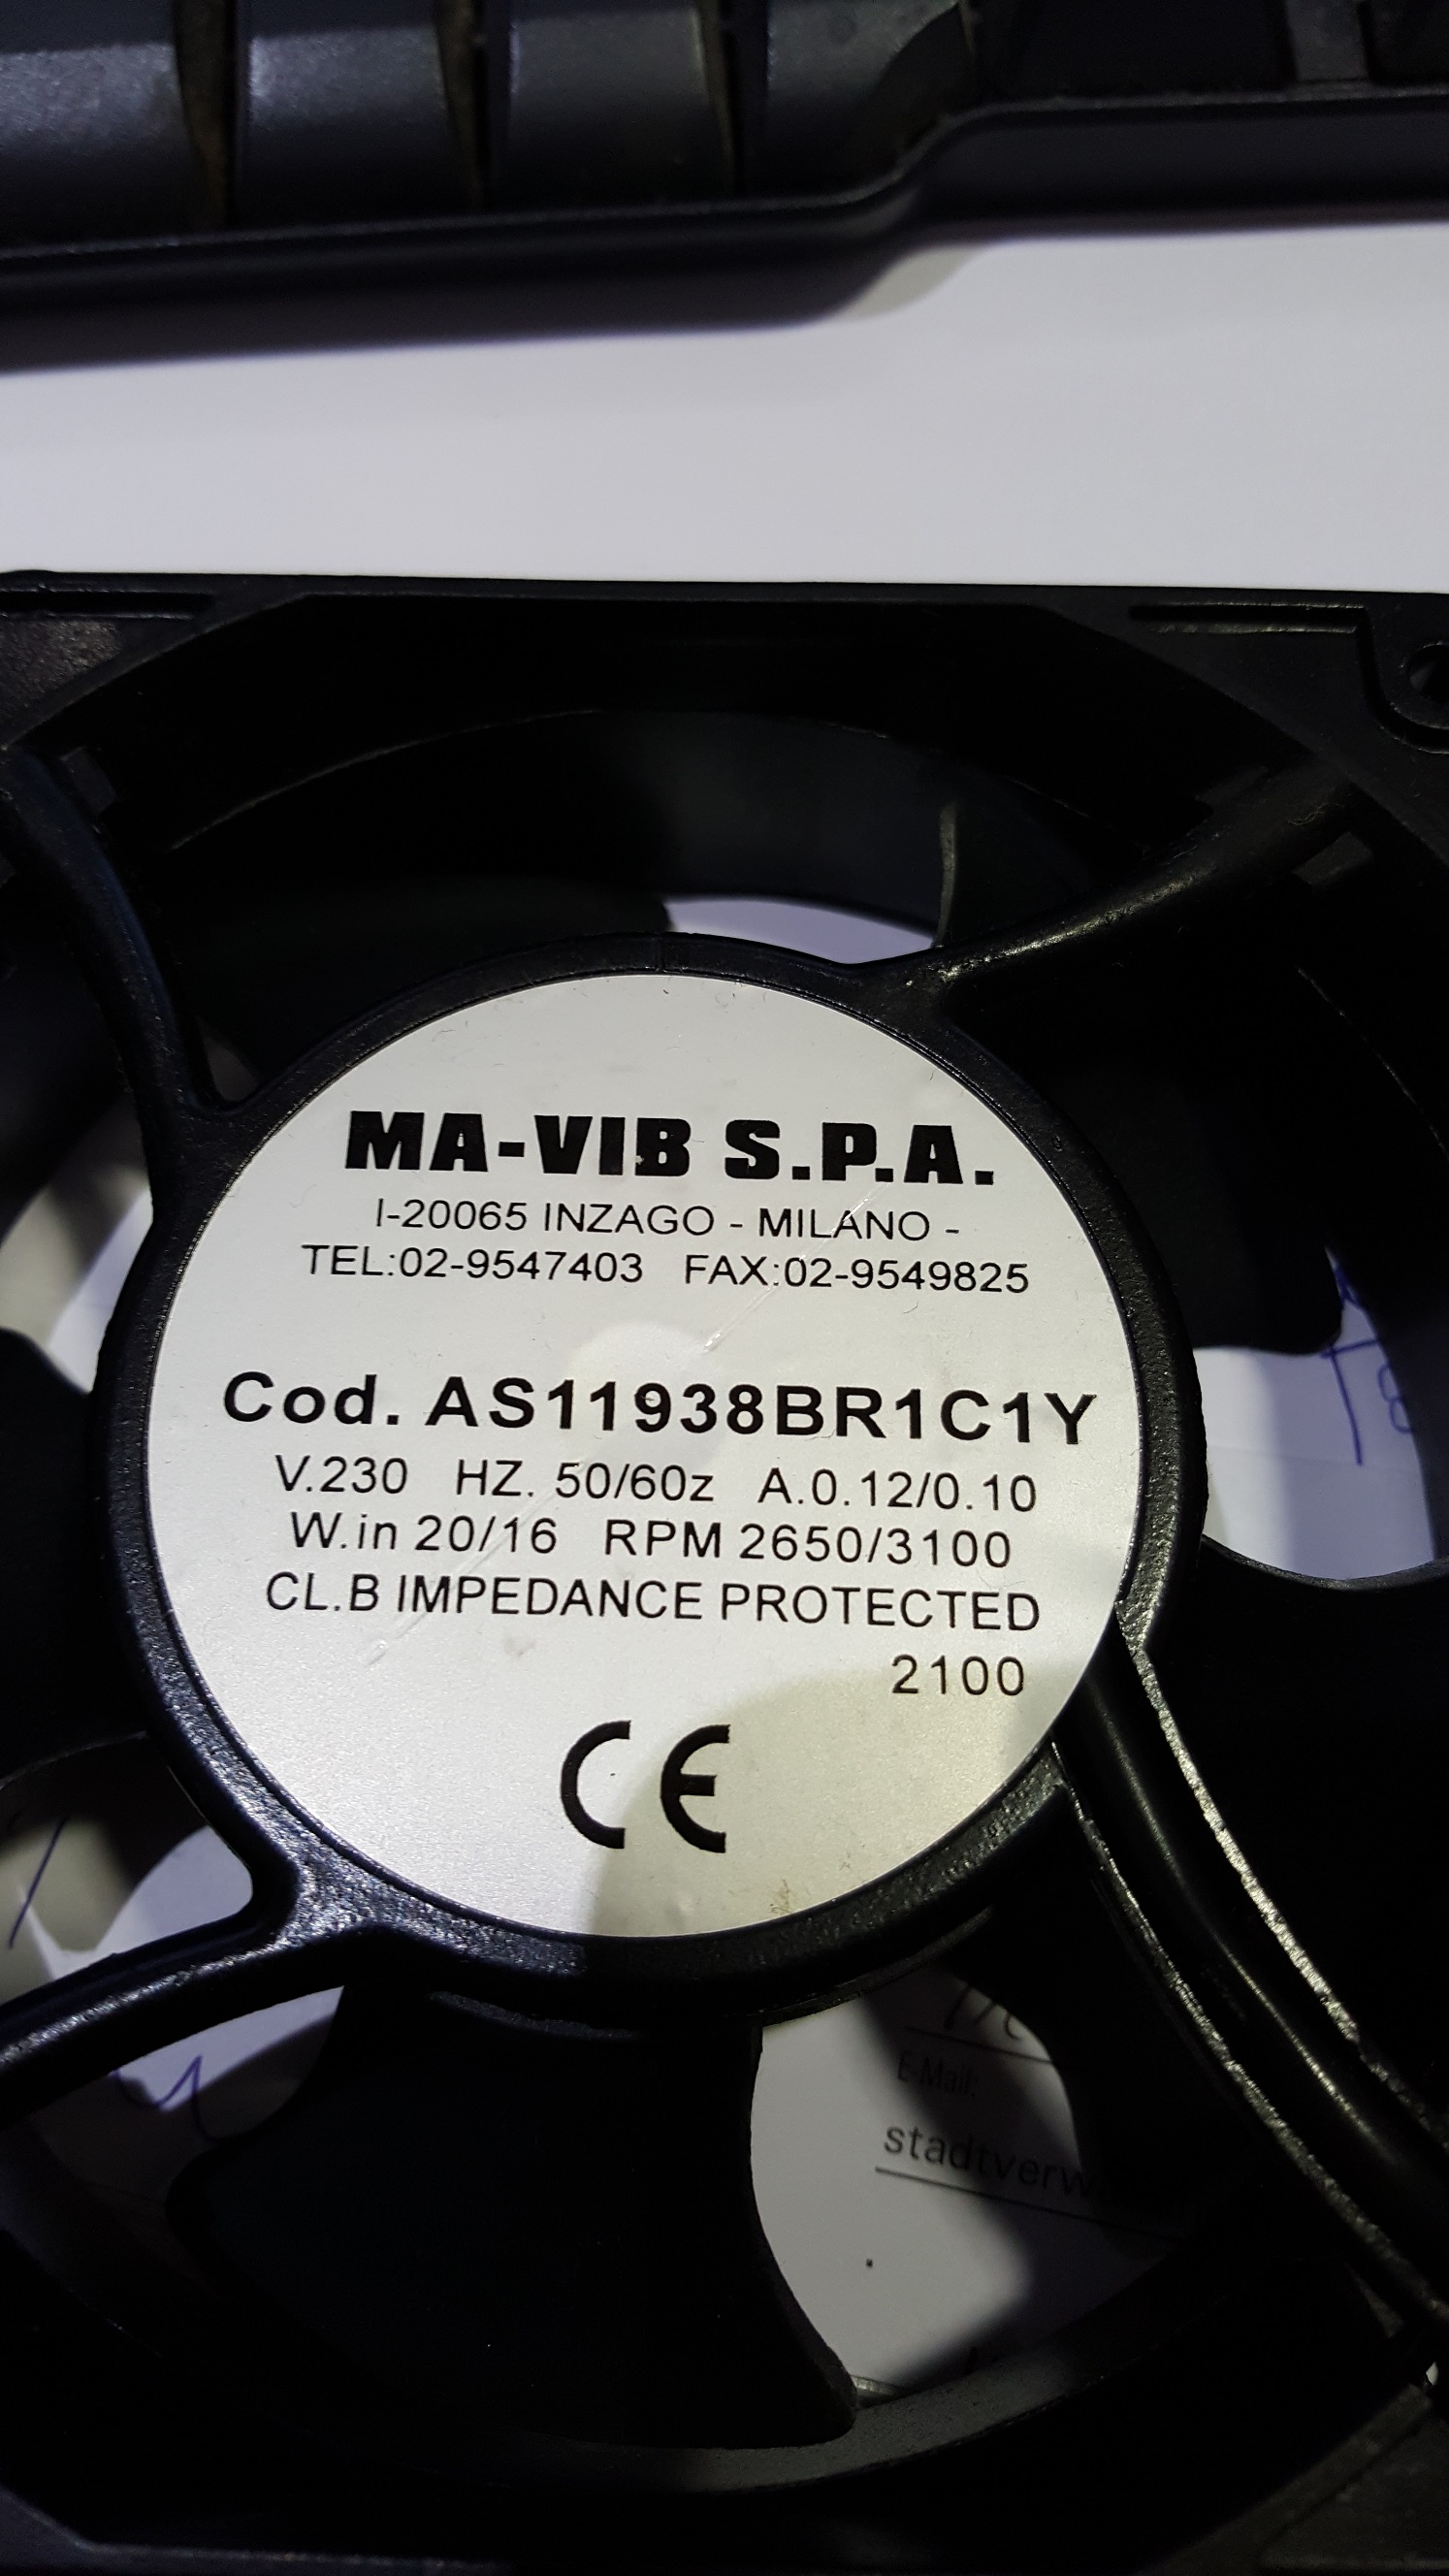 MA-VIB S.P.A.
I-20065 INZAGO - MILANO -
TEL:02-9547403 FAX:02-9549825
Cod. AS11938BR1C1Y
V.230 HZ. 50/60z A.0.12/0.10
W.in 20/16 RPM 2650/3100
CL.B IMPEDANCE PROTECTED
2100
CE
E-Mail: